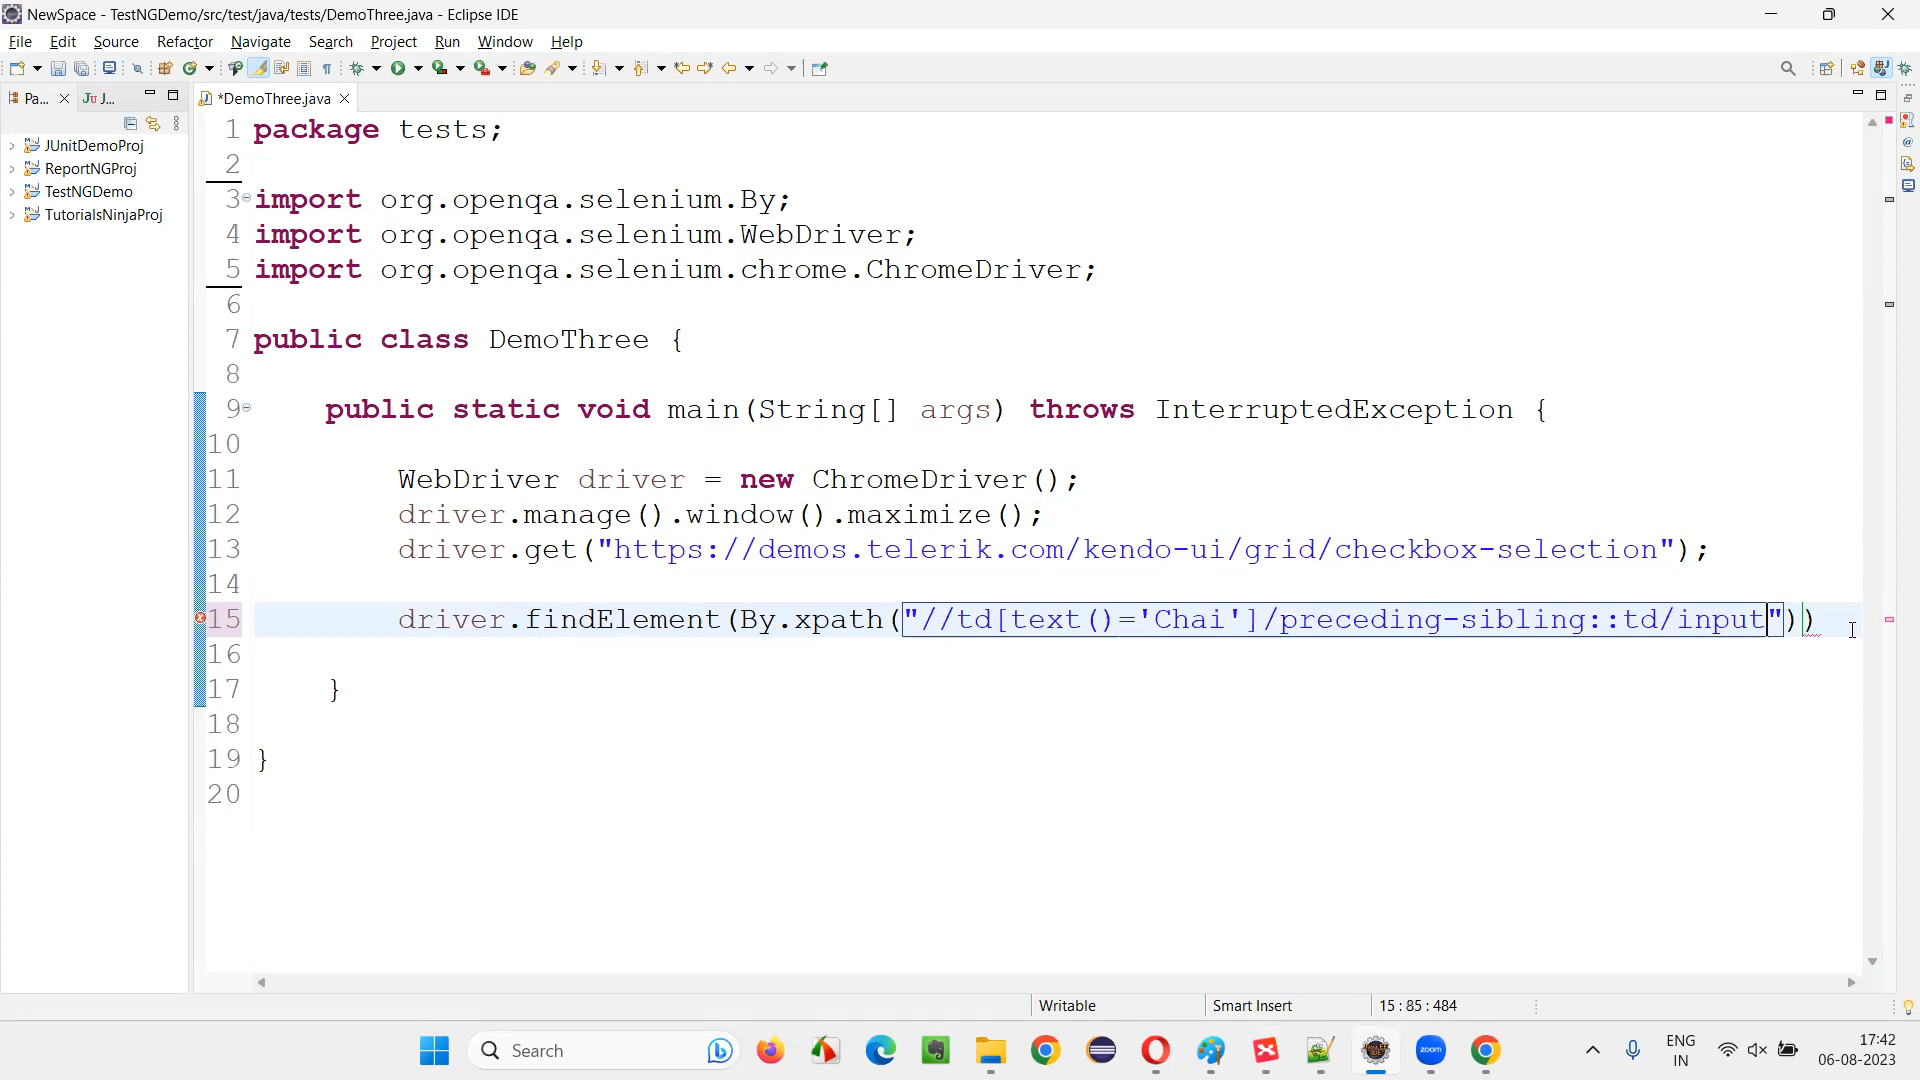 NewSpace - TestNGDemo/src/test/java/tests/DemoThree.java - Eclipse IDE
File Edit Source Refactor Navigate Search Project Run Window Help
Pa... Ju J... *DemoThree.java
JUnitDemoProj
ReportNGProj
TestNGDemo
TutorialsNinjaProj
1 package tests;
2
3 import org.openqa.selenium.By;
4 import org.openqa.selenium.WebDriver;
5 import org.openqa.selenium.chrome.ChromeDriver;
6
7 public class DemoThree {
8
9 public static void main(String[] args) throws InterruptedException {
10
11 WebDriver driver = new ChromeDriver();
12 driver.manage().window().maximize();
13 driver.get("https://demos.telerik.com/kendo-ui/grid/checkbox-selection");
14
15 driver.findElement(By.xpath("//td[text()='Chai']/preceding-sibling::td/input"))
16
17 }
18
19 }
20
Writable Smart Insert 15 : 85 : 484
Search zoom ENG IN 17:42 06-08-2023